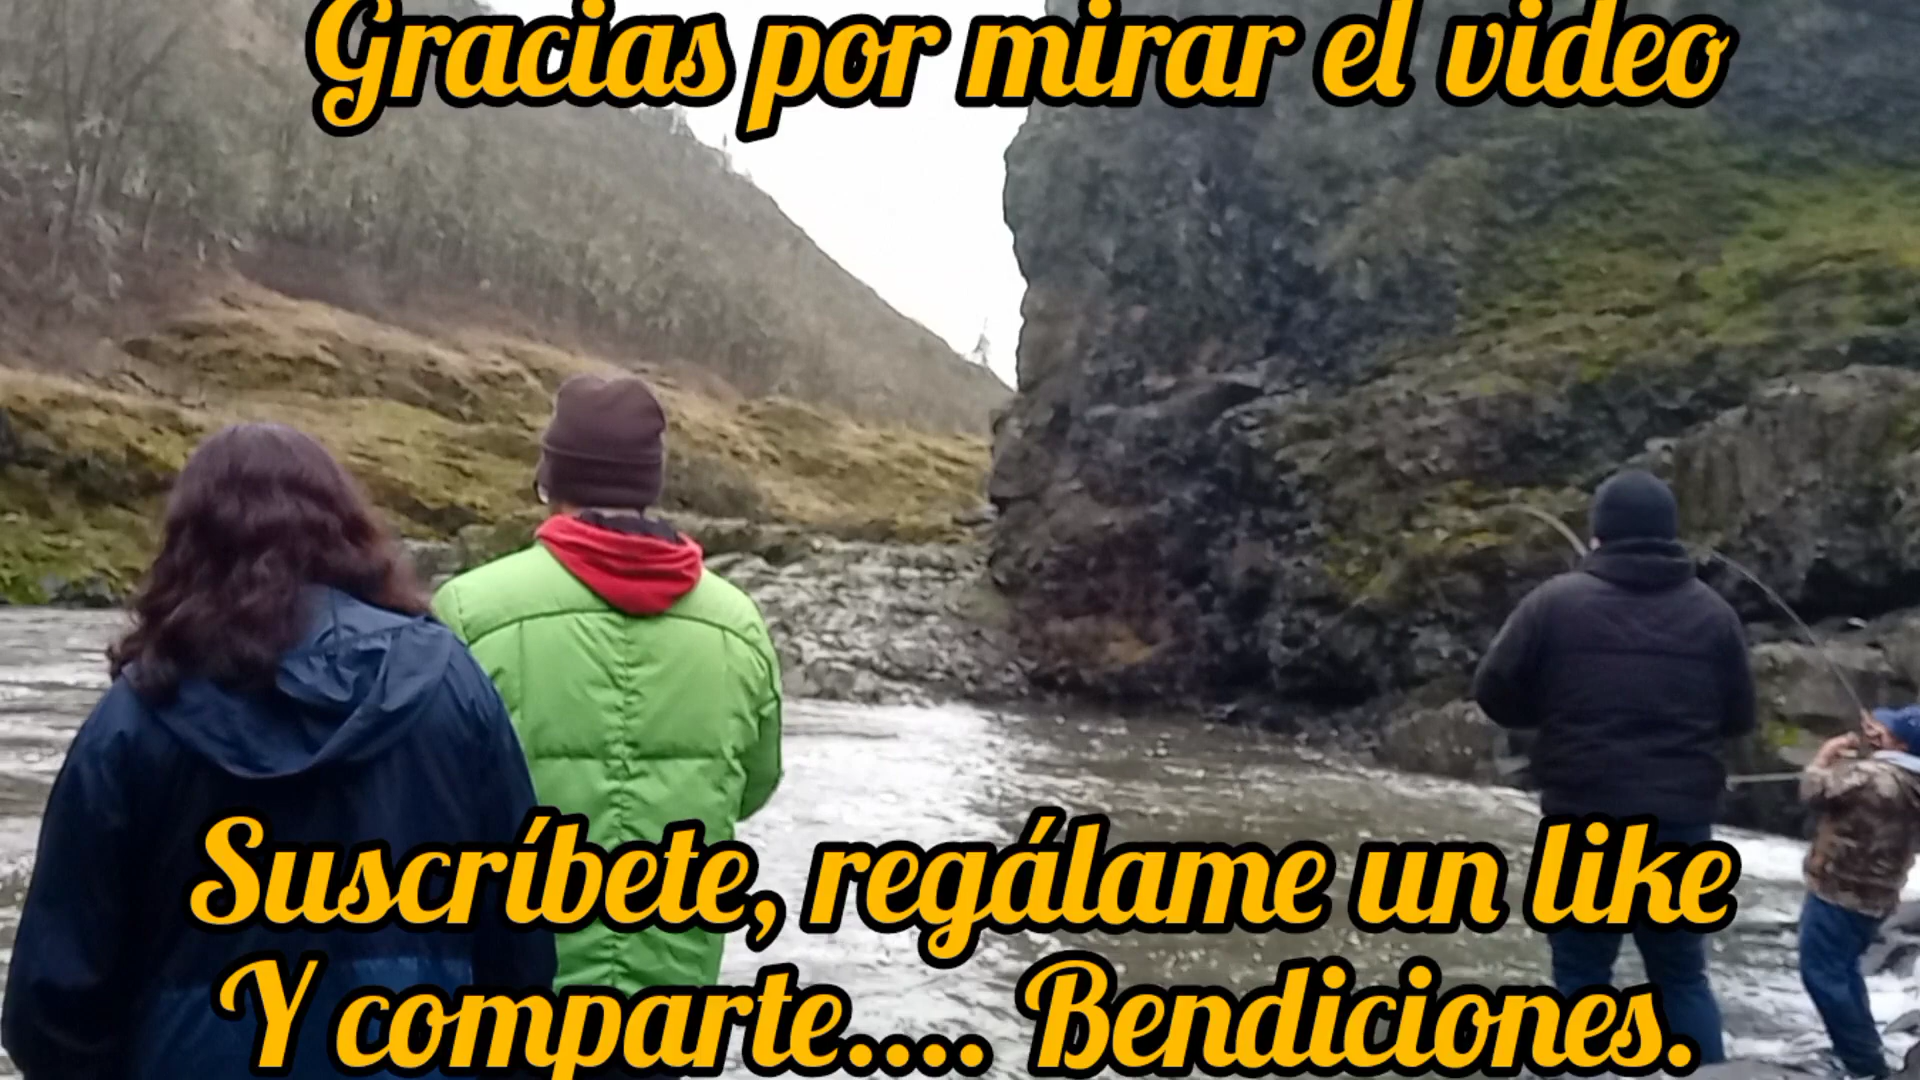 Gracias por mirar el video
Suscríbete, regálame un like
Y comparte.... Bendiciones.